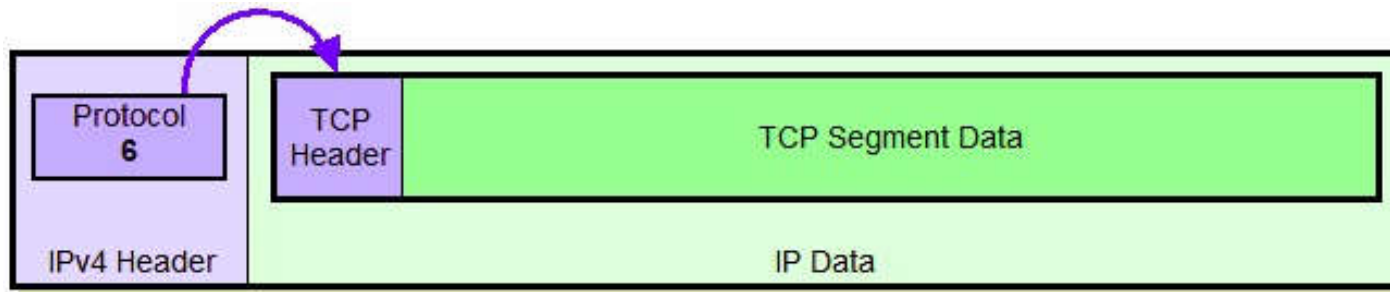 Protocol
6
TCP
Header
TCP Segment Data
IPv4 Header
IP Data